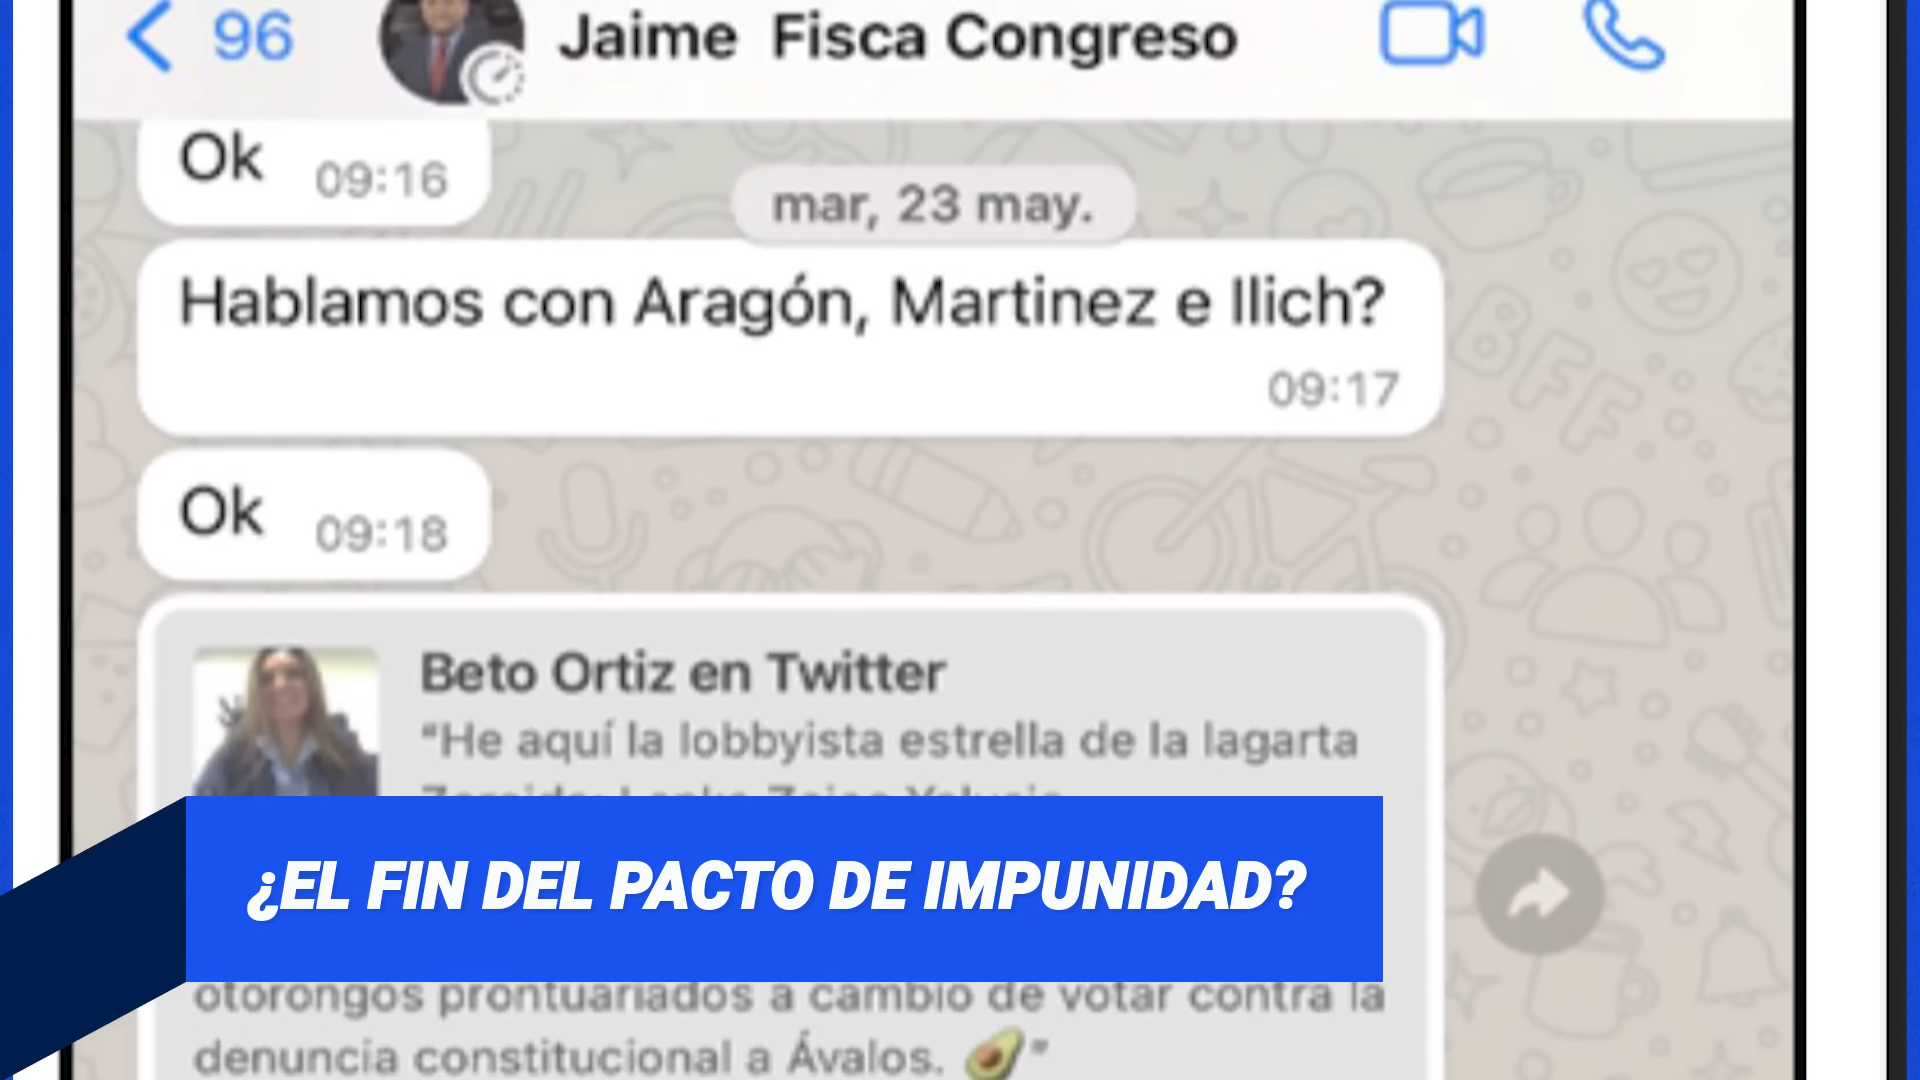 96
Jaime Fisca Congreso
Ok 09:16
mar, 23 may.
Hablamos con Aragón, Martinez e Ilich?
09:17
Ok 09:18
Beto Ortiz en Twitter
“He aquí la lobbyista estrella de la lagarta
¿EL FIN DEL PACTO DE IMPUNIDAD?
otorongos prontuariados a cambio de votar contra la
denuncia constitucional a Ávalos. 🥑”